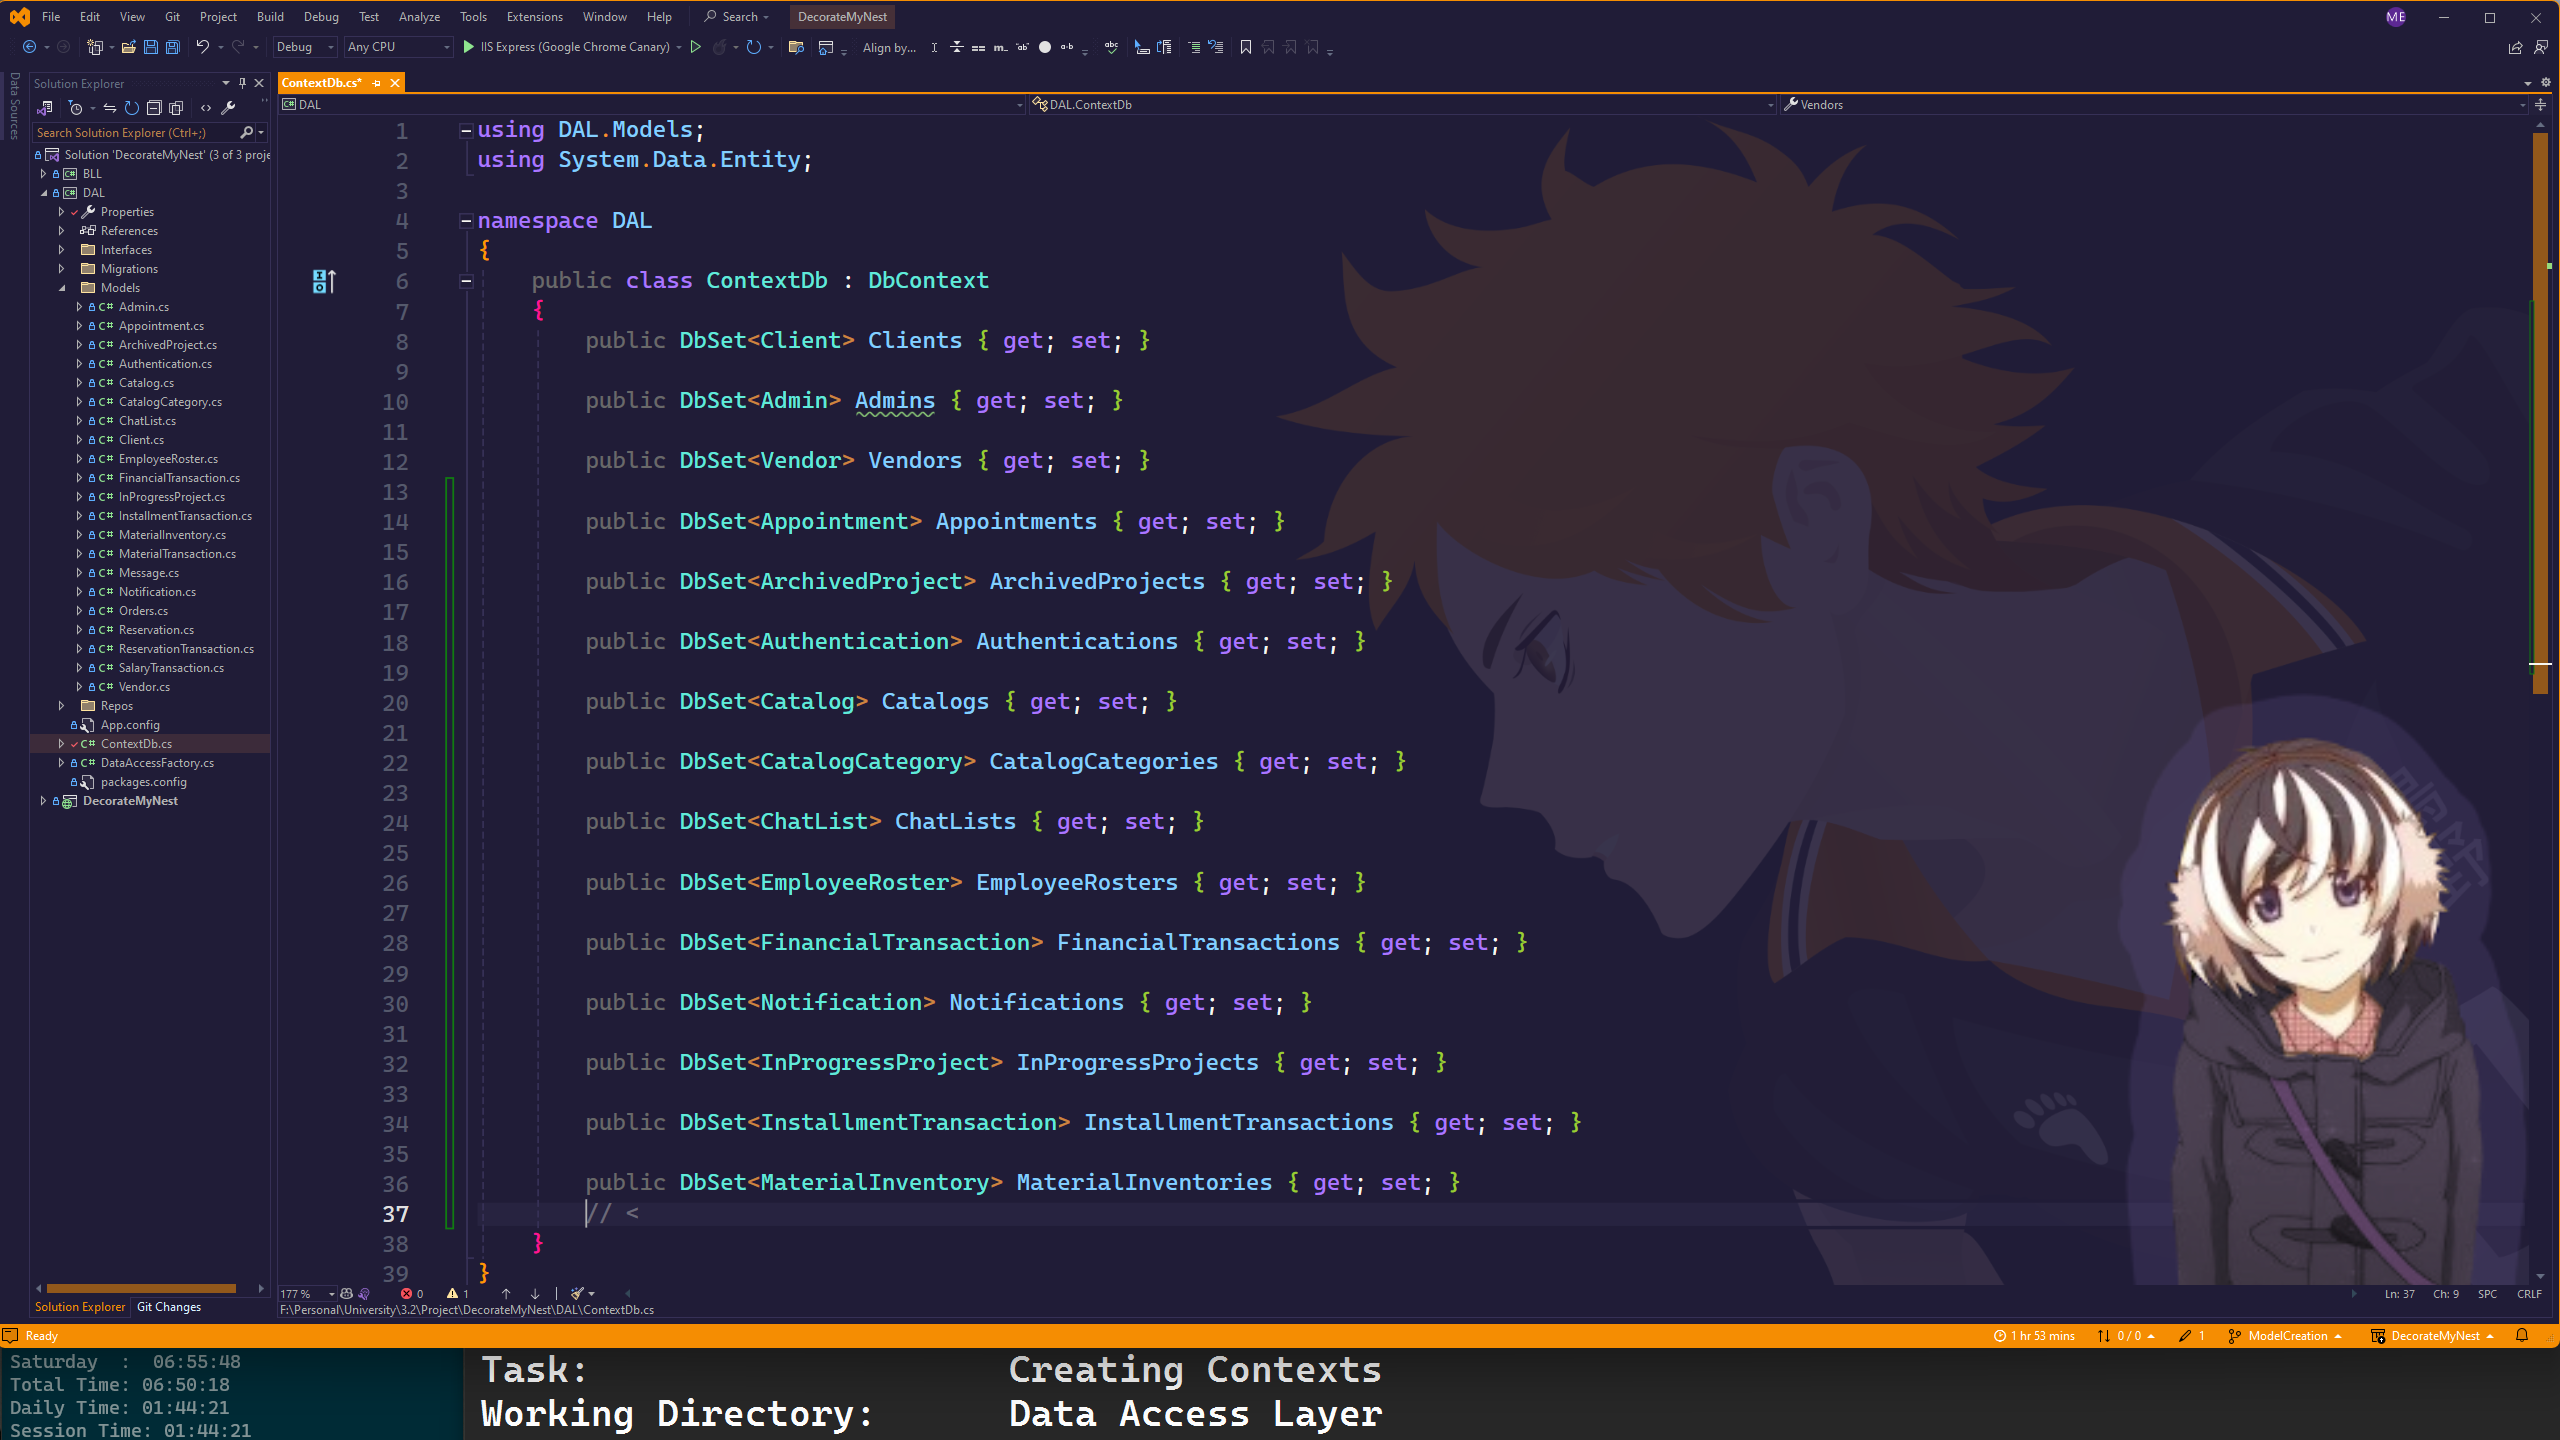 File Edit View Git Project Build Debug Test Analyze Tools Extensions Window Help Search DecorateMyNest ME
Debug Any CPU IIS Express (Google Chrome Canary) Align by...
Data Sources
Solution Explorer
Search Solution Explorer (Ctrl+;)
Solution 'DecorateMyNest' (3 of 3 proje
BLL
DAL
Properties
References
Interfaces
Migrations
Models
C# Admin.cs
C# Appointment.cs
C# ArchivedProject.cs
C# Authentication.cs
C# Catalog.cs
C# CatalogCategory.cs
C# ChatList.cs
C# Client.cs
C# EmployeeRoster.cs
C# FinancialTransaction.cs
C# InProgressProject.cs
C# InstallmentTransaction.cs
C# MaterialInventory.cs
C# MaterialTransaction.cs
C# Message.cs
C# Notification.cs
C# Orders.cs
C# Reservation.cs
C# ReservationTransaction.cs
C# SalaryTransaction.cs
C# Vendor.cs
Repos
App.config
C# ContextDb.cs
C# DataAccessFactory.cs
packages.config
DecorateMyNest
Solution Explorer Git Changes
ContextDb.cs*
DAL DAL.ContextDb Vendors
1 using DAL.Models;
2 using System.Data.Entity;
3
4 namespace DAL
5 {
6 public class ContextDb : DbContext
7 {
8 public DbSet<Client> Clients { get; set; }
9
10 public DbSet<Admin> Admins { get; set; }
11
12 public DbSet<Vendor> Vendors { get; set; }
13
14 public DbSet<Appointment> Appointments { get; set; }
15
16 public DbSet<ArchivedProject> ArchivedProjects { get; set; }
17
18 public DbSet<Authentication> Authentications { get; set; }
19
20 public DbSet<Catalog> Catalogs { get; set; }
21
22 public DbSet<CatalogCategory> CatalogCategories { get; set; }
23
24 public DbSet<ChatList> ChatLists { get; set; }
25
26 public DbSet<EmployeeRoster> EmployeeRosters { get; set; }
27
28 public DbSet<FinancialTransaction> FinancialTransactions { get; set; }
29
30 public DbSet<Notification> Notifications { get; set; }
31
32 public DbSet<InProgressProject> InProgressProjects { get; set; }
33
34 public DbSet<InstallmentTransaction> InstallmentTransactions { get; set; }
35
36 public DbSet<MaterialInventory> MaterialInventories { get; set; }
37 // <
38 }
39 }
177 % 0 1 Ln: 37 Ch: 9 SPC CRLF
F:\Personal\University\3.2\Project\DecorateMyNest\DAL\ContextDb.cs
Ready 1 hr 53 mins 0 / 0 1 ModelCreation DecorateMyNest
Saturday : 06:55:48
Total Time: 06:50:18
Daily Time: 01:44:21
Session Time: 01:44:21
Task: Creating Contexts
Working Directory: Data Access Layer